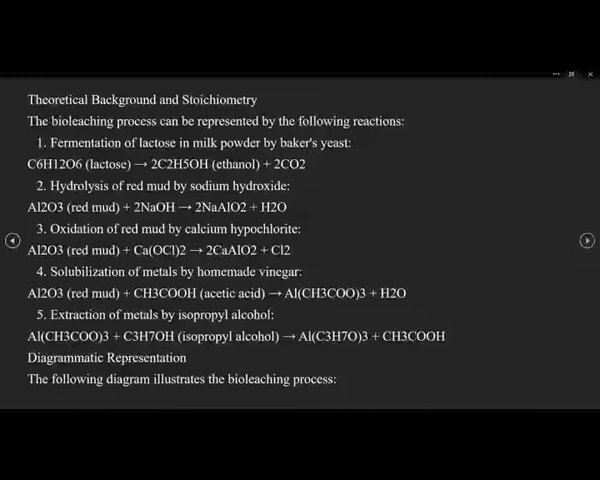 Theoretical Background and Stoichiometry
The bioleaching process can be represented by the following reactions:
1. Fermentation of lactose in milk powder by baker's yeast:
C6H12O6 (lactose) → 2C2H5OH (ethanol) + 2CO2
2. Hydrolysis of red mud by sodium hydroxide:
Al2O3 (red mud) + 2NaOH → 2NaAlO2 + H2O
3. Oxidation of red mud by calcium hypochlorite:
Al2O3 (red mud) + Ca(OCl)2 → 2CaAlO2 + Cl2
4. Solubilization of metals by homemade vinegar:
Al2O3 (red mud) + CH3COOH (acetic acid) → Al(CH3COO)3 + H2O
5. Extraction of metals by isopropyl alcohol:
Al(CH3COO)3 + C3H7OH (isopropyl alcohol) → Al(C3H7O)3 + CH3COOH
Diagrammatic Representation
The following diagram illustrates the bioleaching process: